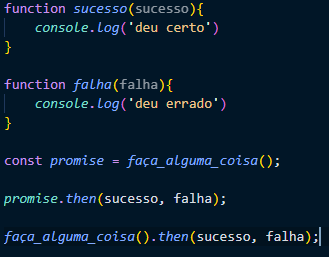 function sucesso(sucesso){
    console.log('deu certo')
}
function falha(falha){
    console.log('deu errado')
}
const promise = faça_alguma_coisa();
promise.then(sucesso, falha);
faça_alguma_coisa().then(sucesso, falha);